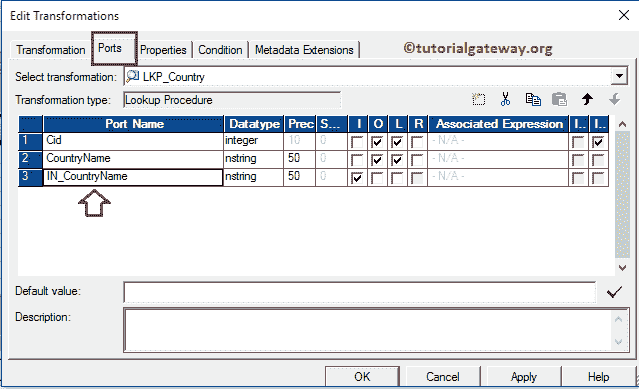 Edit Transformations
Transformation Ports Properties Condition Metadata Extensions ©tutorialgateway.org
Select transformation: LKP_Country
Transformation type: Lookup Procedure
Port Name Datatype Prec S... I O L R Associated Expression I.. I..
1 Cid integer 10 0 - N/A -
2 CountryName nstring 50 0 - N/A -
3 IN_CountryName nstring 50 0 - N/A -
Default value:
Description:
OK Cancel Apply Help